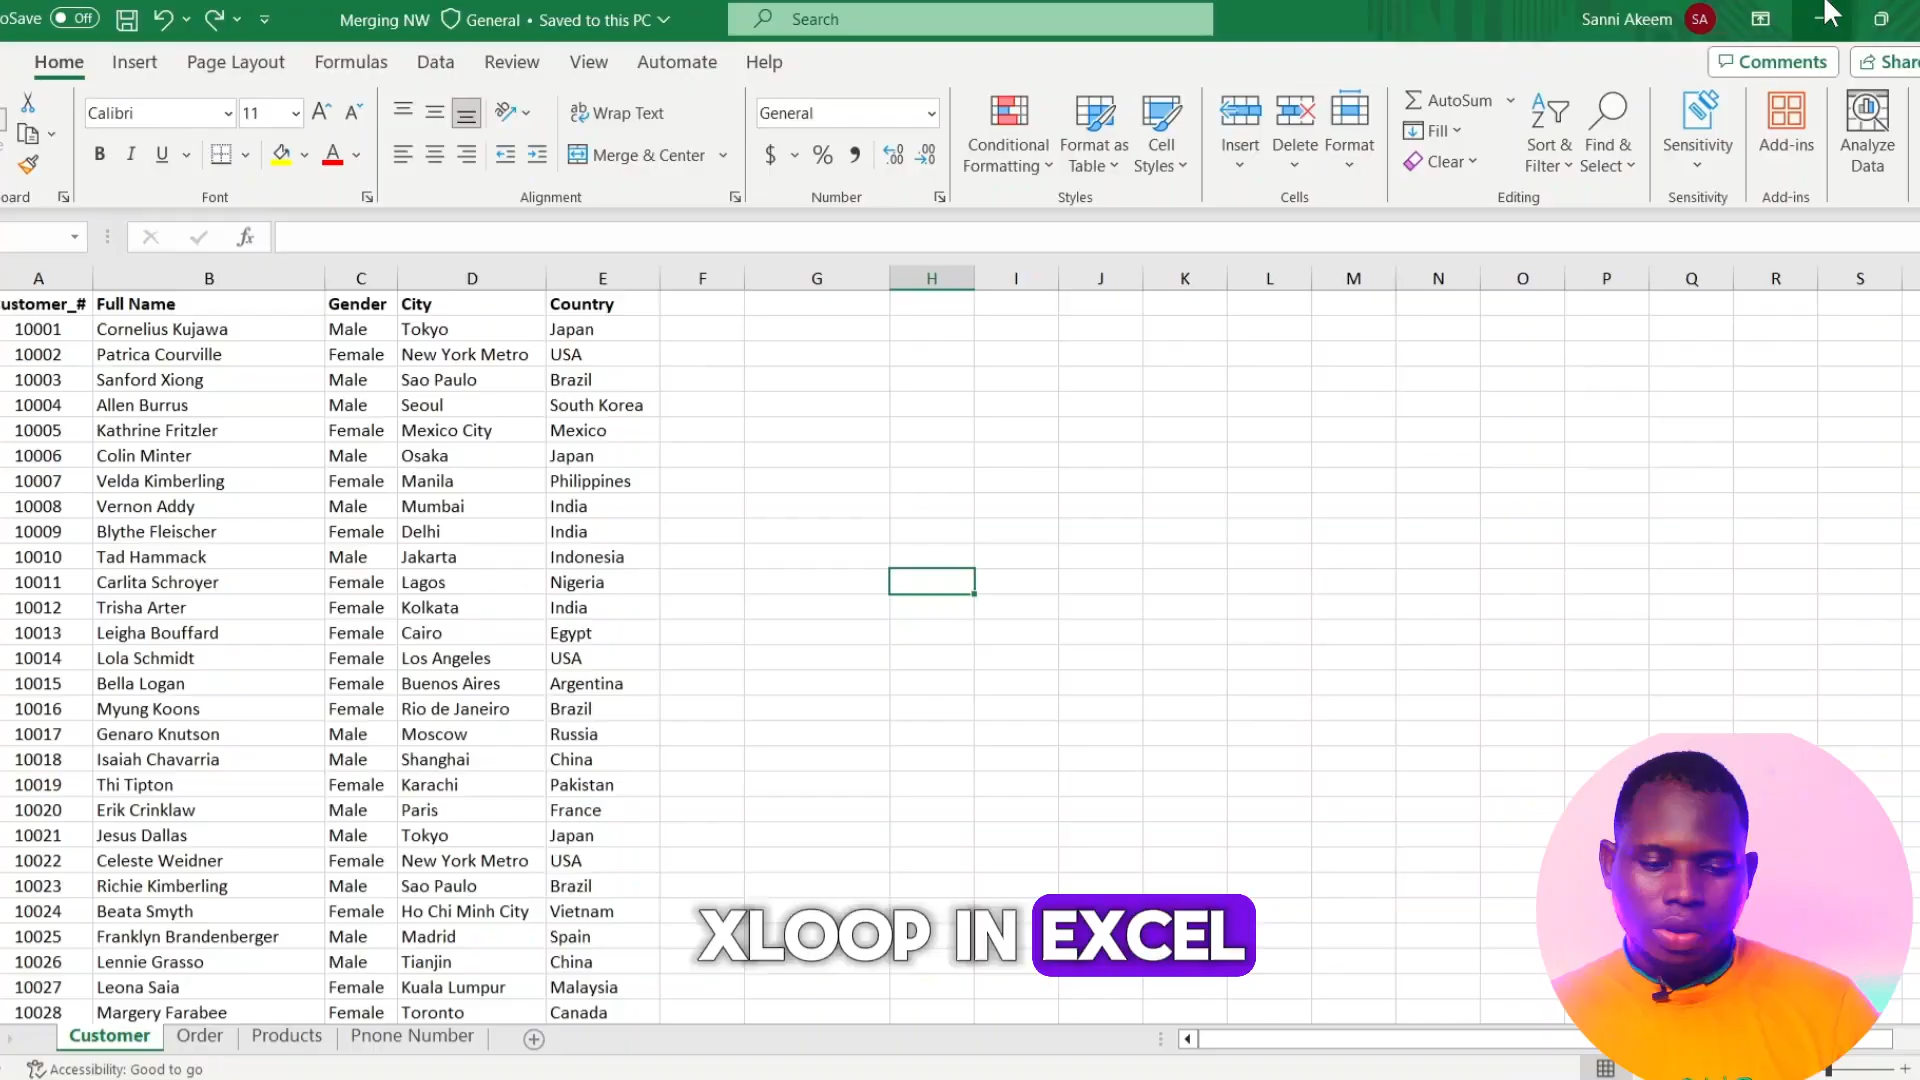 oSave Off Merging NW General • Saved to this PC Search Sanni Akeem SA
Home Insert Page Layout Formulas Data Review View Automate Help Comments Share
Calibri 11 Wrap Text General Conditional Formatting Format as Table Cell Styles Insert Delete Format AutoSum Fill Clear Sort & Filter Find & Select Sensitivity Add-ins Analyze Data
B I U A Merge & Center $ % 9
oard Font Alignment Number Styles Cells Editing Sensitivity Add-ins
fx
A B C D E F G H I J K L M N O P Q R S
ustomer_# Full Name Gender City Country
10001 Cornelius Kujawa Male Tokyo Japan
10002 Patrica Courville Female New York Metro USA
10003 Sanford Xiong Male Sao Paulo Brazil
10004 Allen Burrus Male Seoul South Korea
10005 Kathrine Fritzler Female Mexico City Mexico
10006 Colin Minter Male Osaka Japan
10007 Velda Kimberling Female Manila Philippines
10008 Vernon Addy Male Mumbai India
10009 Blythe Fleischer Female Delhi India
10010 Tad Hammack Male Jakarta Indonesia
10011 Carlita Schroyer Female Lagos Nigeria
10012 Trisha Arter Female Kolkata India
10013 Leigha Bouffard Female Cairo Egypt
10014 Lola Schmidt Female Los Angeles USA
10015 Bella Logan Female Buenos Aires Argentina
10016 Myung Koons Female Rio de Janeiro Brazil
10017 Genaro Knutson Male Moscow Russia
10018 Isaiah Chavarria Male Shanghai China
10019 Thi Tipton Female Karachi Pakistan
10020 Erik Crinklaw Male Paris France
10021 Jesus Dallas Male Tokyo Japan
10022 Celeste Weidner Female New York Metro USA
10023 Richie Kimberling Male Sao Paulo Brazil
10024 Beata Smyth Female Ho Chi Minh City Vietnam
10025 Franklyn Brandenberger Male Madrid Spain
10026 Lennie Grasso Male Tianjin China
10027 Leona Saia Female Kuala Lumpur Malaysia
10028 Margery Farabee Female Toronto Canada
XLOOP IN EXCEL
Customer Order Products Pnone Number
Accessibility: Good to go